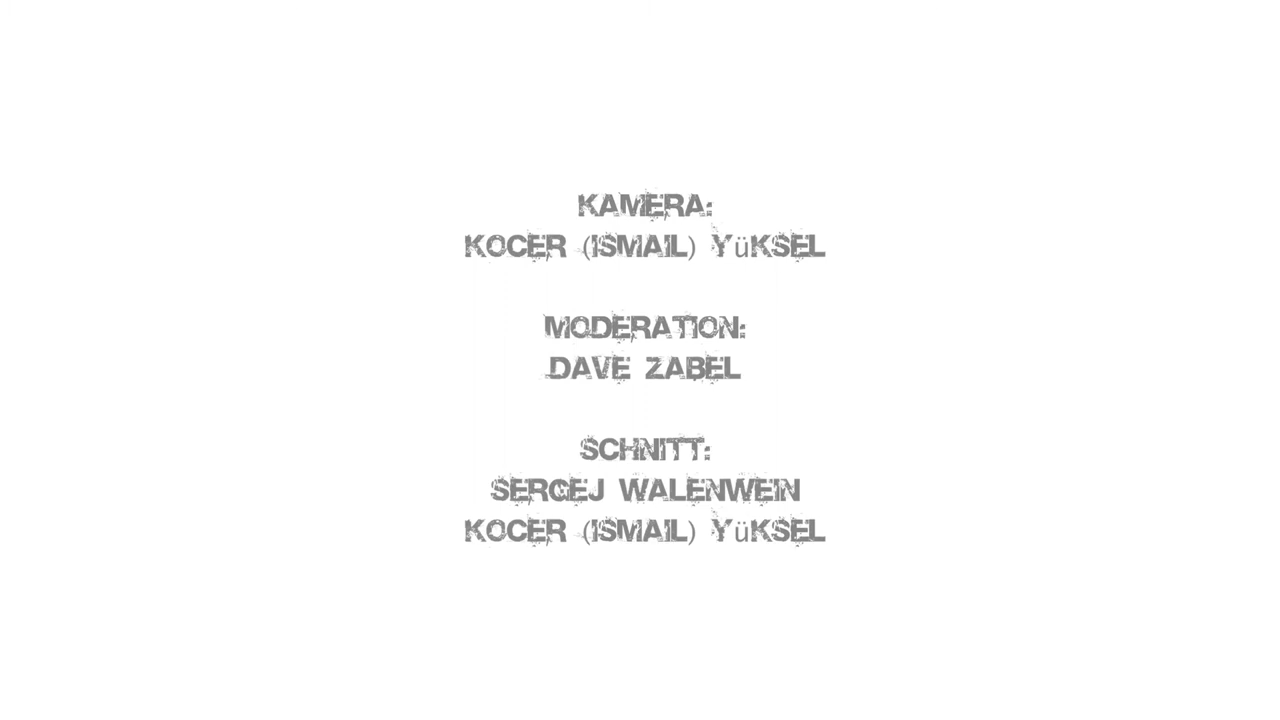 KAMERA:
KOCER (ISMAIL) YüKSEL
MODERATION:
DAVE ZABEL
SCHNITT:
SERGEJ WALENWEIN
KOCER (ISMAIL) YüKSEL